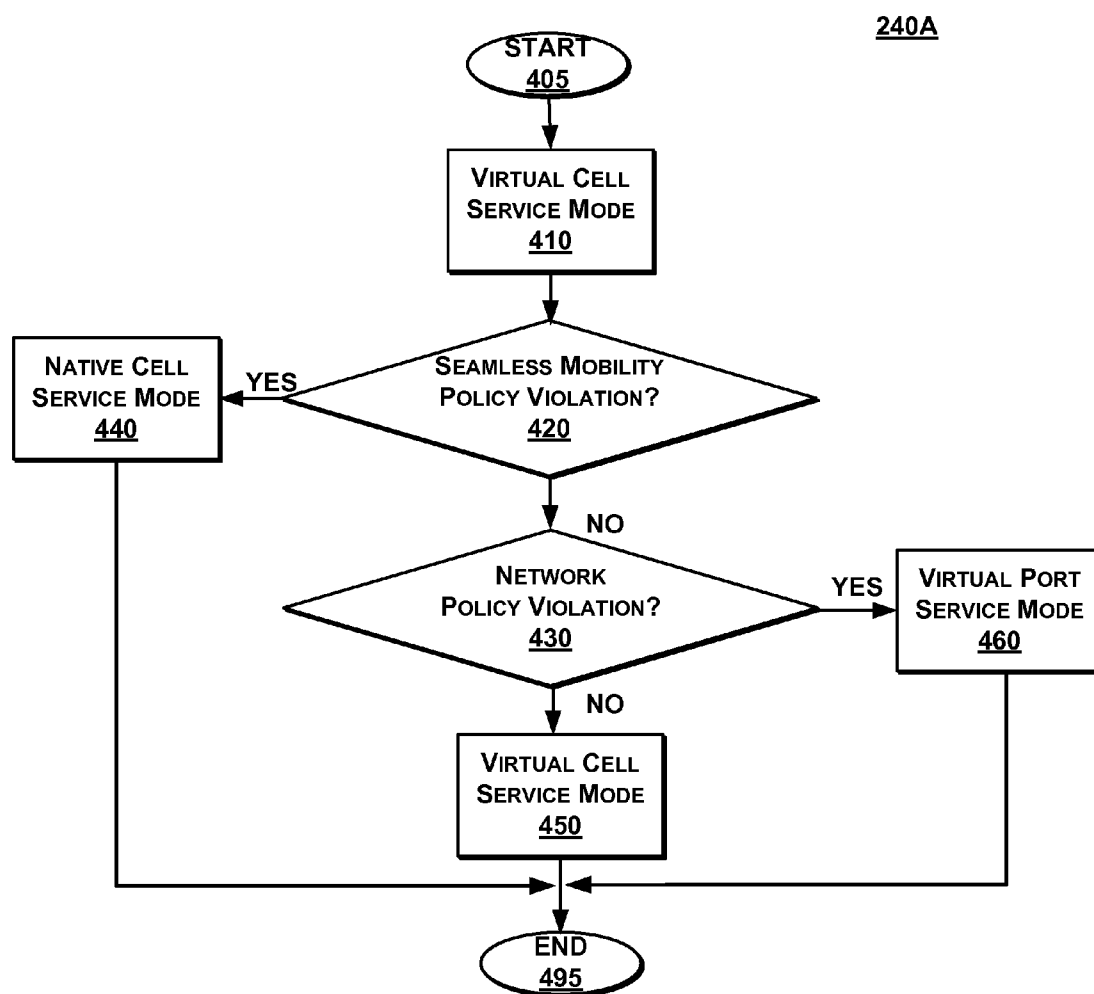 240A
START
405
VIRTUAL CELL
SERVICE MODE
410
SEAMLESS MOBILITY
POLICY VIOLATION?
420
YES
NATIVE CELL
SERVICE MODE
440
NO
NETWORK
POLICY VIOLATION?
430
YES
VIRTUAL PORT
SERVICE MODE
460
NO
VIRTUAL CELL
SERVICE MODE
450
END
495